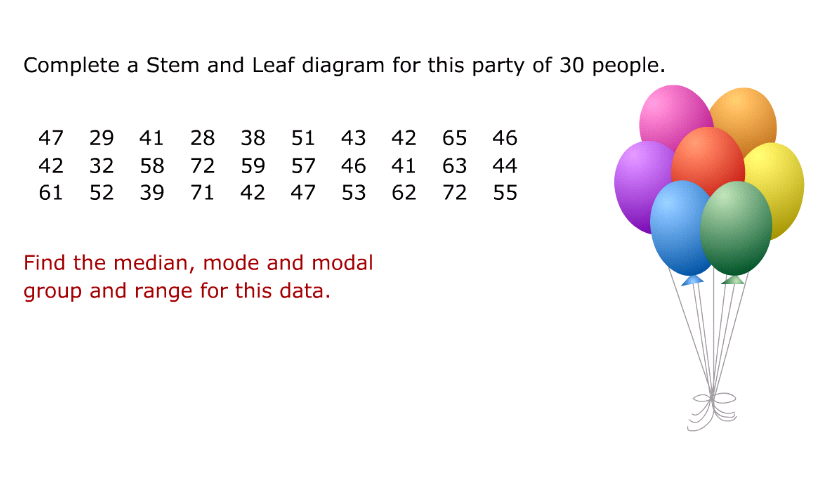 Complete a Stem and Leaf diagram for this party of 30 people.
47 29 41 28 38 51 43 42 65 46
42 32 58 72 59 57 46 41 63 44
61 52 39 71 42 47 53 62 72 55
Find the median, mode and modal
group and range for this data.